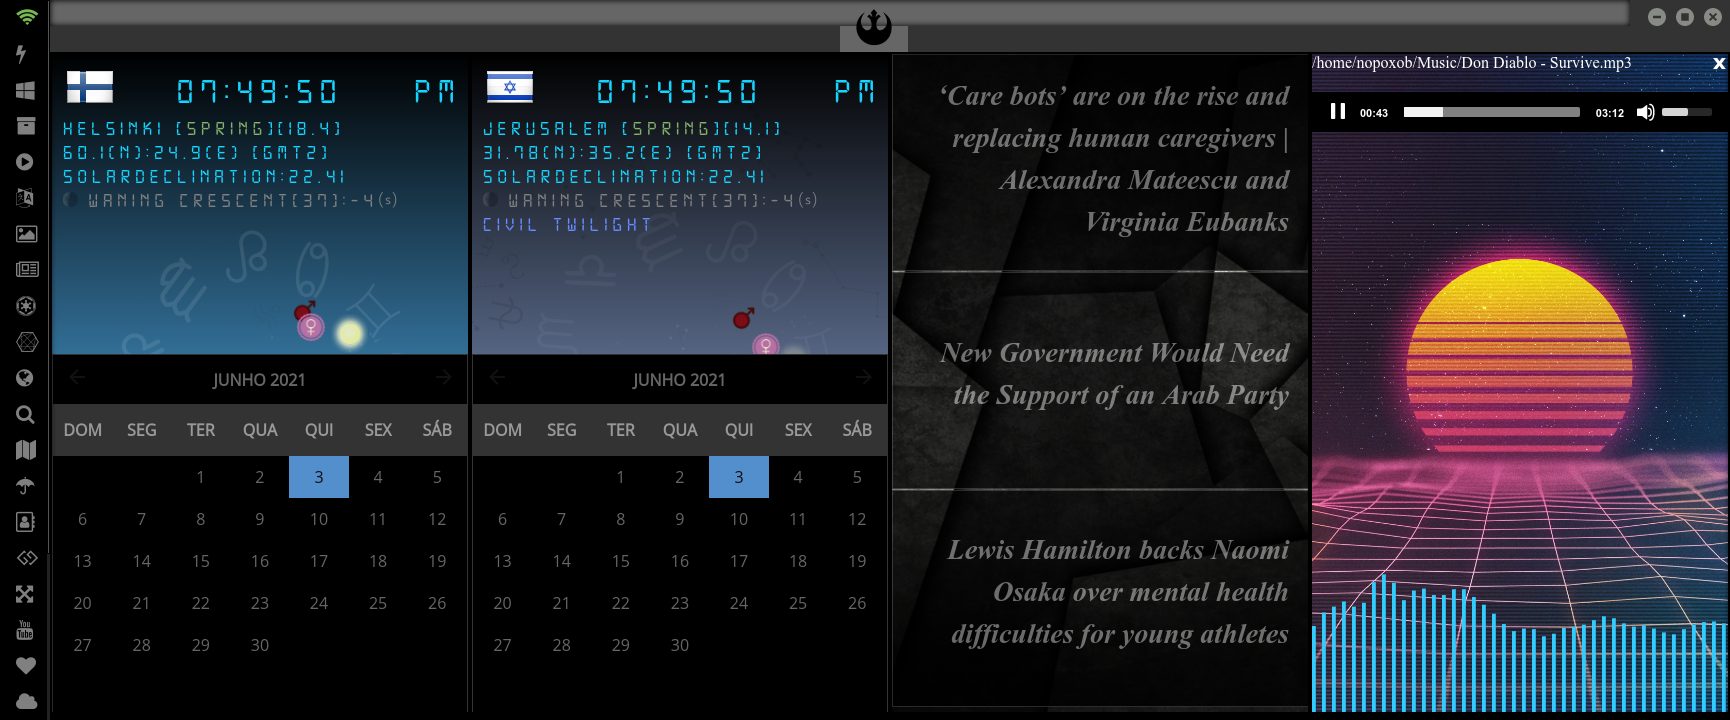 07:49:50 PM
HELSINKI [SPRING][18.4]
60.1(N):24.9(E) [GMT2]
SOLARDECLINATION:22.41
WANING CRESCENT[37]:-4(s)
JUNHO 2021
DOM SEG TER QUA QUI SEX SÁB
1 2 3 4 5
6 7 8 9 10 11 12
13 14 15 16 17 18 19
20 21 22 23 24 25 26
27 28 29 30
07:49:50 PM
JERUSALEM [SPRING][14.1]
31.78(N):35.2(E) [GMT2]
SOLARDECLINATION:22.41
WANING CRESCENT[37]:-4(s)
CIVIL TWILIGHT
JUNHO 2021
DOM SEG TER QUA QUI SEX SÁB
1 2 3 4 5
6 7 8 9 10 11 12
13 14 15 16 17 18 19
20 21 22 23 24 25 26
27 28 29 30
‘Care bots’ are on the rise and
replacing human caregivers |
Alexandra Mateescu and
Virginia Eubanks
New Government Would Need
the Support of an Arab Party
Lewis Hamilton backs Naomi
Osaka over mental health
difficulties for young athletes
/home/nopoxob/Music/Don Diablo - Survive.mp3 x
00:43 03:12
You
Tube